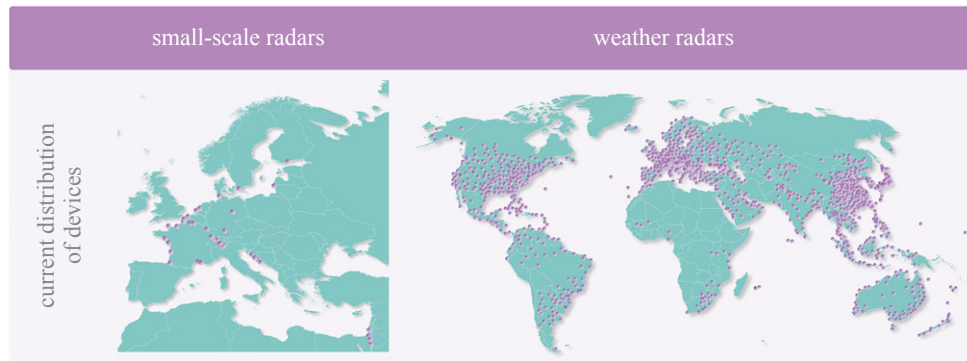 small-scale radars
weather radars
current distribution
of devices